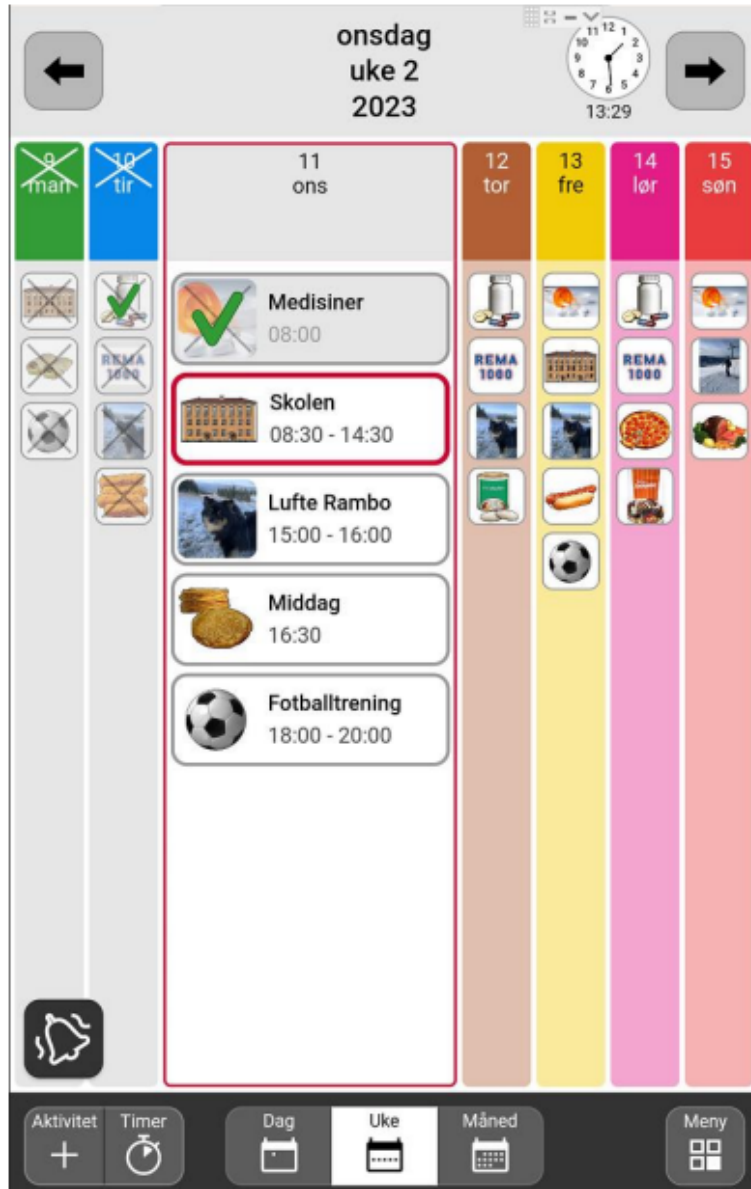 onsdag
uke 2
2023
13:29
9
man
10
tir
11
ons
12
tor
13
fre
14
lør
15
søn
Medisiner
08:00
Skolen
08:30 - 14:30
Lufte Rambo
15:00 - 16:00
Middag
16:30
Fotballtrening
18:00 - 20:00
REMA
1000
REMA
1000
REMA
1000
Aktivitet
Timer
Dag
Uke
Måned
Meny